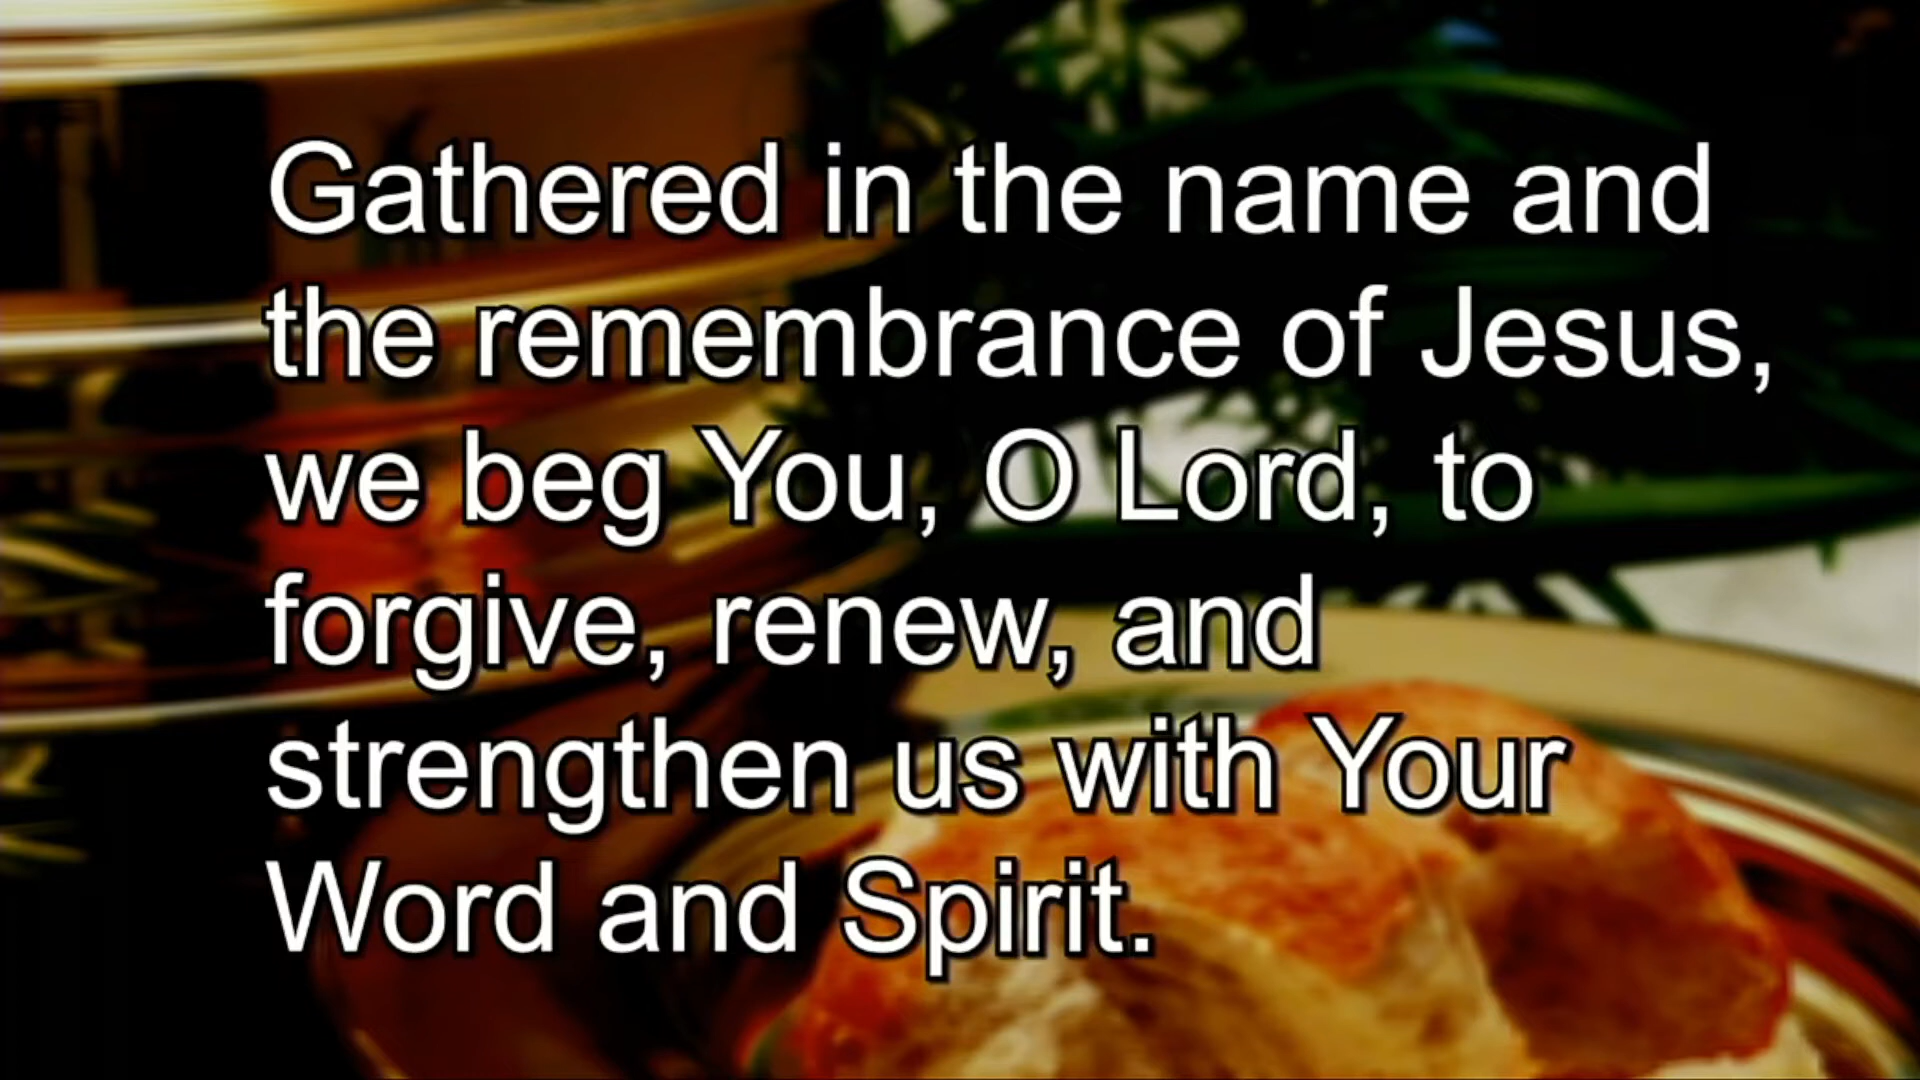 Gathered in the name and
the remembrance of Jesus,
we beg You, O Lord, to
forgive, renew, and
strengthen us with Your
Word and Spirit.